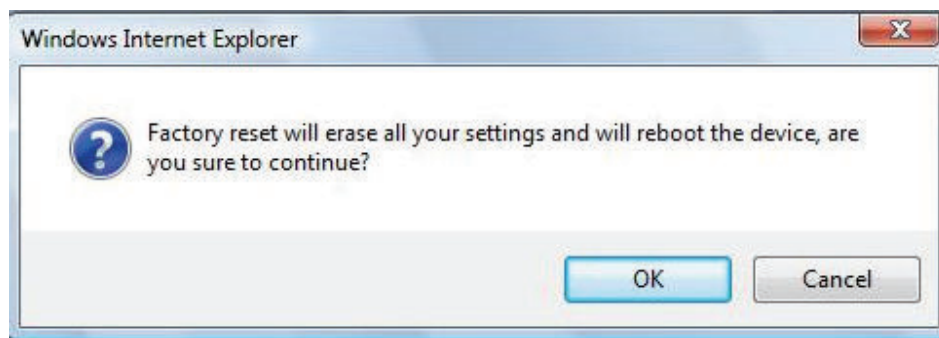 Windows Internet Explorer
Factory reset will erase all your settings and will reboot the device, are
you sure to continue?
OK
Cancel